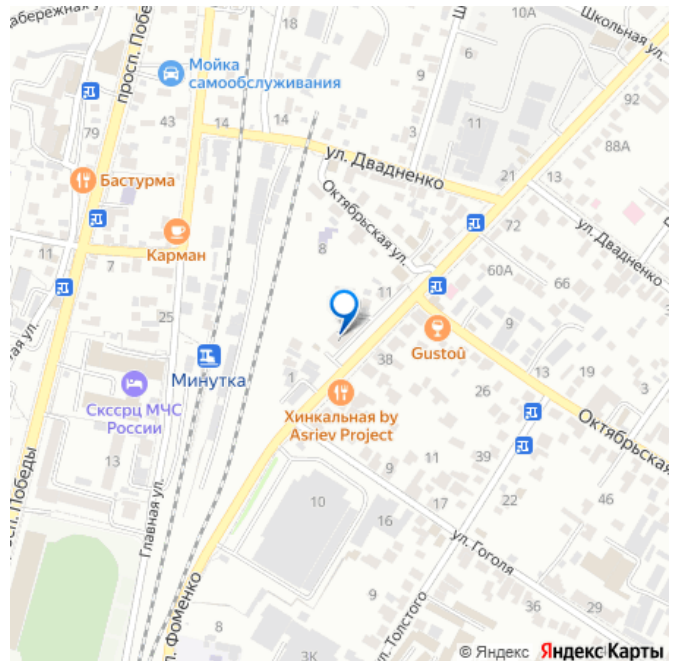 абережная ул.
18
просп. Побе
Мойка
самообслуживания
10А
Школьная ул.
6
9
92
79
43
14
14
3
11
88А
ул. Двадненко
Бастурма
21
13
Октябрьская ул.
72
ул. Двадненко
Карман
8
11
7
60А
66
25
11
9
Gustoû
Минутка
38
1
13
19
3
Скссрц МЧС
России
Хинкальная by
Asriev Project
26
Октябрьская
13
9
11
39
46
17
22
10
16
ул. Гоголя
Победы
Главная ул.
Фоменко
9
ул. Толстого
36
29
8
3К
© Яндекс Яндекс Карты